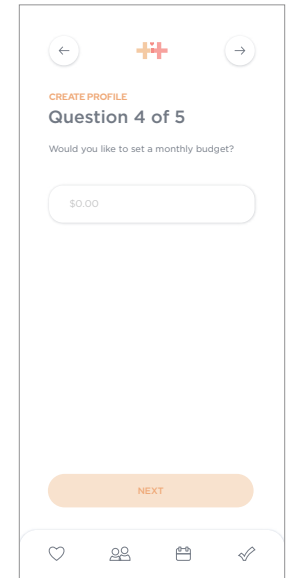 CREATE PROFILE
Question 4 of 5
Would you like to set a monthly budget?
$0.00
NEXT